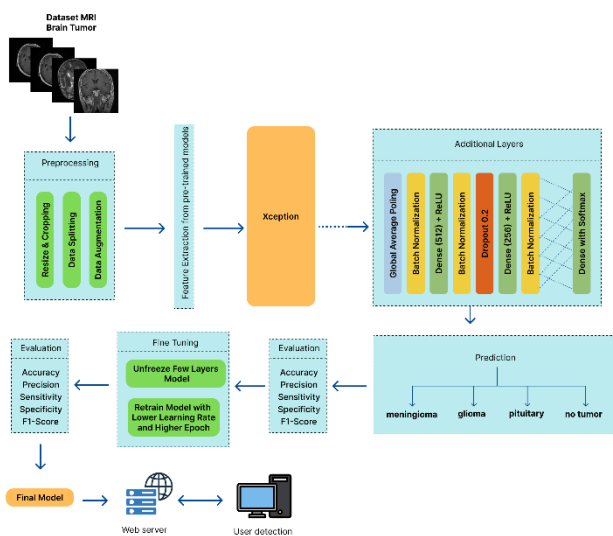 Dataset MRI
Brain Tumor
Preprocessing
Resize & Cropping
Data Splitting
Data Augmentation
Feature Extraction from pre-trained models
Xception
Additional Layers
Global Average Poling
Batch Normalization
Dense (512) + ReLU
Batch Normalization
Dropout 0.2
Dense (256) + ReLU
Batch Normalization
Dense with Softmax
Prediction
meningioma
glioma
pituitary
no tumor
Evaluation
Accuracy
Precision
Sensitivity
Specificity
F1-Score
Fine Tuning
Unfreeze Few Layers
Model
Retrain Model with
Lower Learning Rate
and Higher Epoch
Evaluation
Accuracy
Precision
Sensitivity
Specificity
F1-Score
Final Model
Web server
User detection